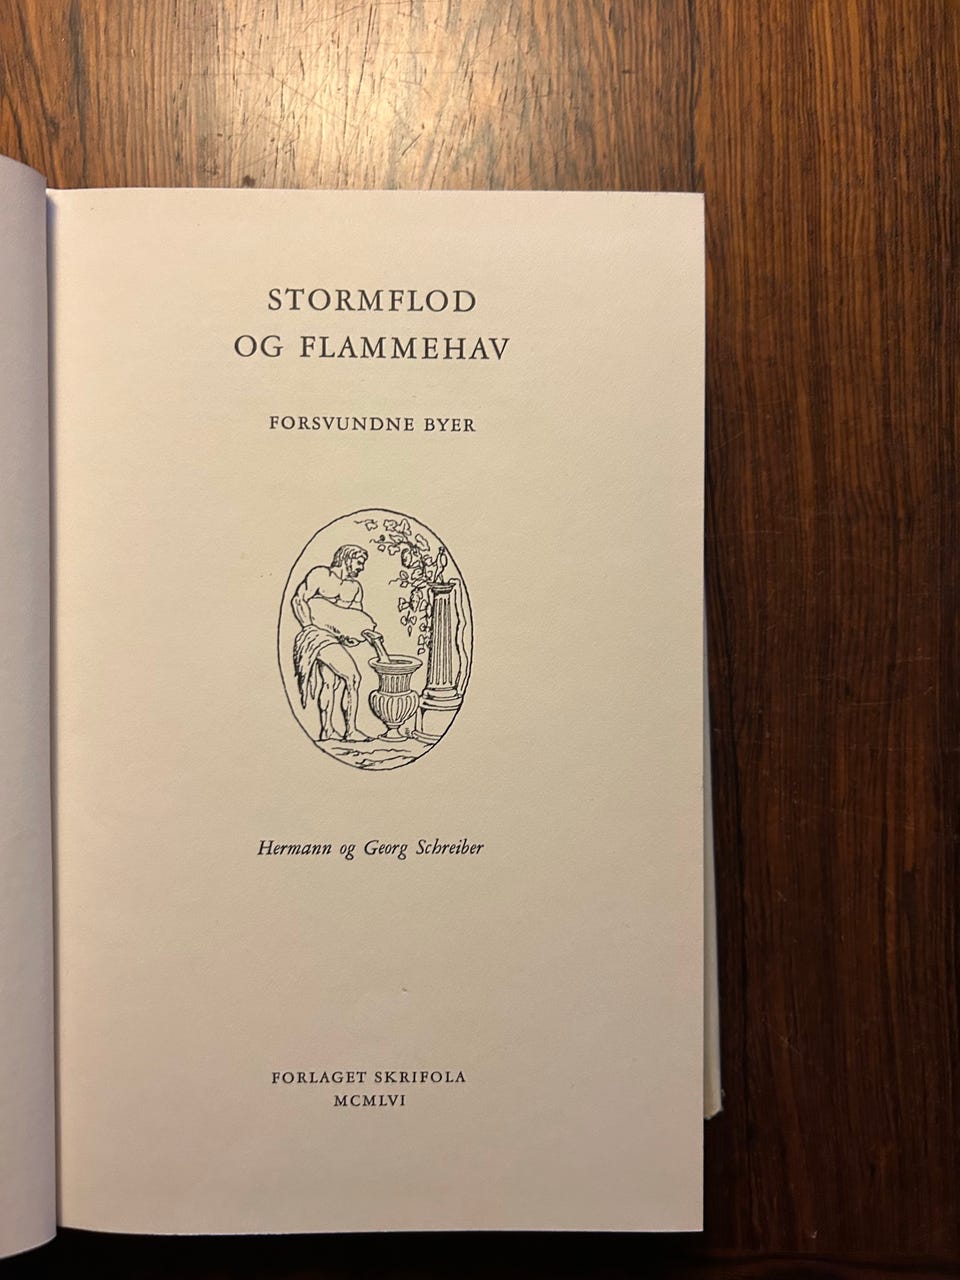 STORMFLOD
OG FLAMMEHAV
FORSVUNDNE BYER
Hermann og Georg Schreiber
FORLAGET SKRIFOLA
MCMLVI